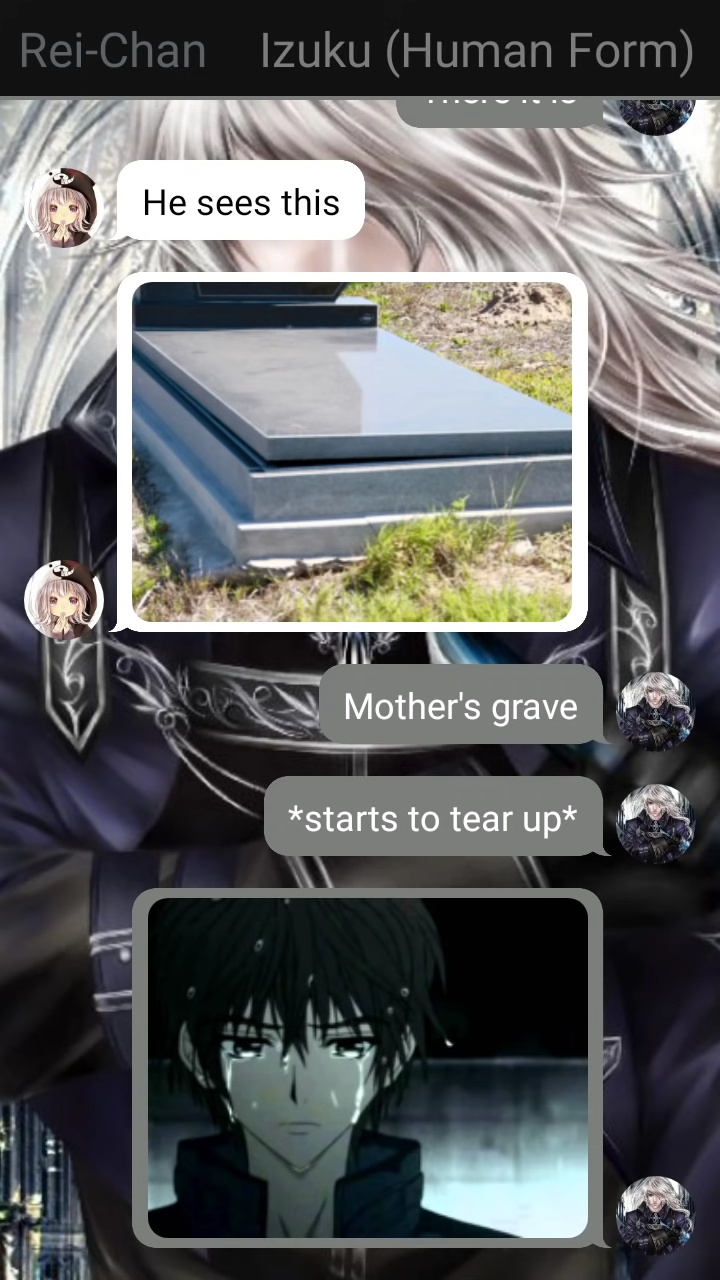 Rei-Chan
Izuku (Human Form)
He sees this
Mother's grave
*starts to tear up*